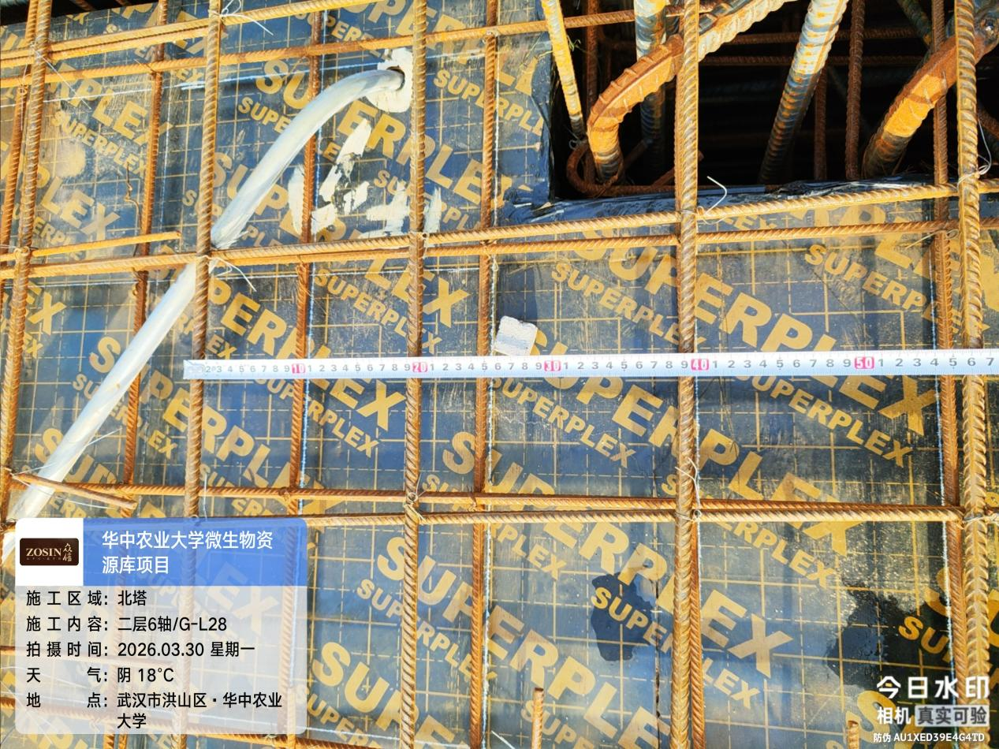 SUPERPLEX
SUPERPLEX
SUPERPLEX
SUPERPLEX
SUPERPLEX
SUPERPLEX
2 3 4 5 6 7 8 9 10 1 2 3 4 5 6 7 8 9 20 1 2 3 4 5 6 7 8 9 30 1 2 3 4 5 6 7 8 9 40 1 2 3 4 5 6 7 8 9 50 1 2 3 4 5 6 7
SUPERPLEX
SUPERPLEX
SUPERPLEX
SUPERPLEX
ZOSIN 众信
华中农业大学微生物资
源库项目
施工区域：北塔
施工内容：二层6轴/G-L28
拍摄时间：2026.03.30 星期一
天气：阴 18℃
地点：武汉市洪山区·华中农业
大学
今日水印
相机 真实可验
防伪 AU1XED39E4G4TD